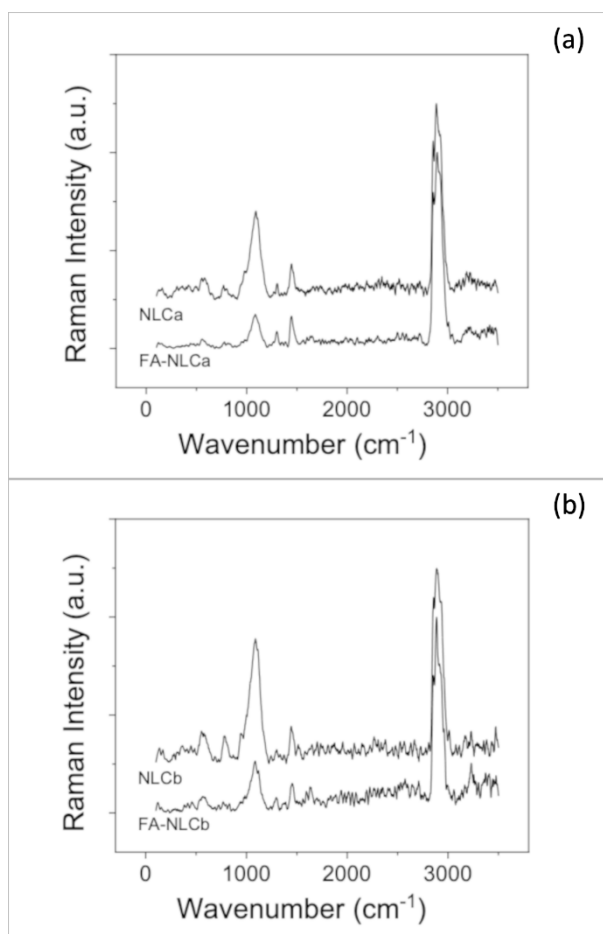 (a)
Raman Intensity (a.u.)
NLCa
FA-NLCa
0 1000 2000 3000
Wavenumber (cm⁻¹)
(b)
Raman Intensity (a.u.)
NLCb
FA-NLCb
0 1000 2000 3000
Wavenumber (cm⁻¹)